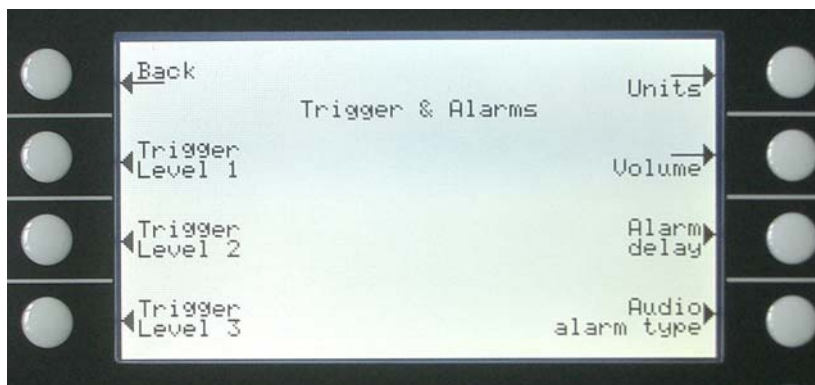 Back
Units
Trigger & Alarms
Trigger
Level 1
Volume
Trigger
Level 2
Alarm
delay
Trigger
Level 3
Audio
alarm type